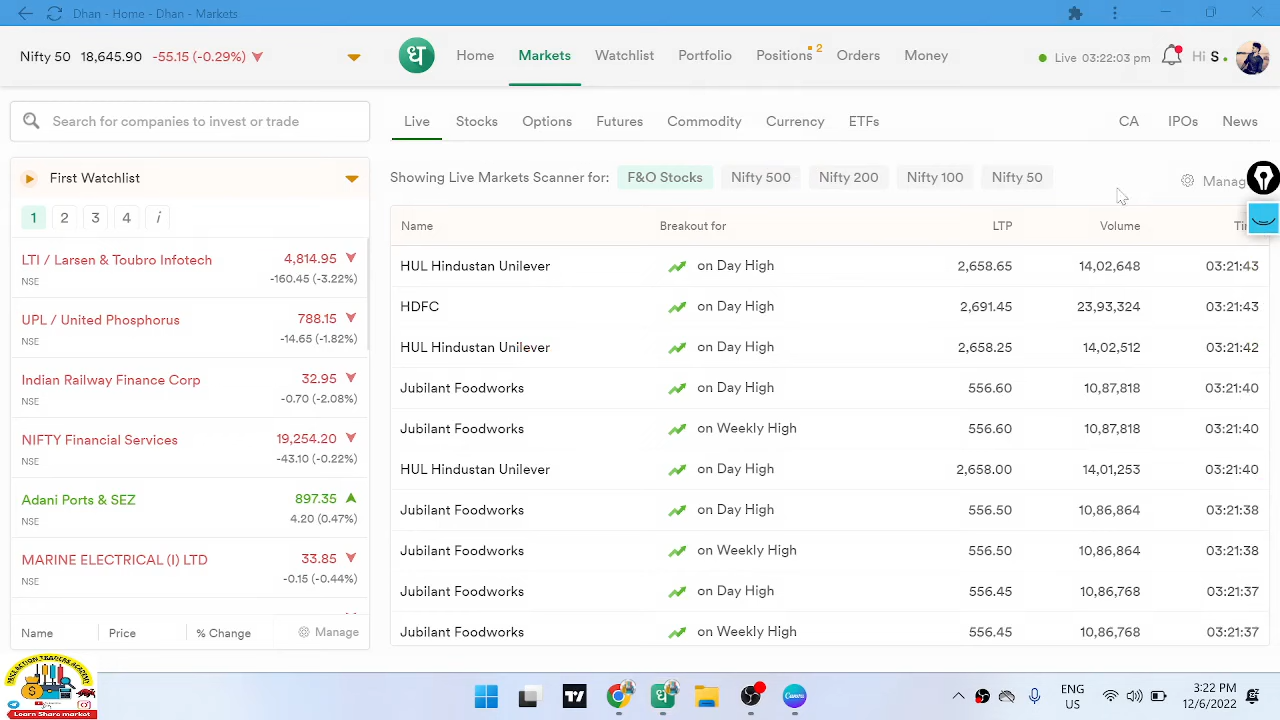 Dhan - Home - Dhan - Markets
Nifty 50 18,645.90 -55.15 (-0.29%)
ध
Home Markets Watchlist Portfolio Positions 2 Orders Money
Live 03:22:03 pm Hi S
Search for companies to invest or trade
Live Stocks Options Futures Commodity Currency ETFs CA IPOs News
First Watchlist
1 2 3 4 i
LTI / Larsen & Toubro Infotech 4,814.95
NSE -160.45 (-3.22%)
UPL / United Phosphorus 788.15
NSE -14.65 (-1.82%)
Indian Railway Finance Corp 32.95
NSE -0.70 (-2.08%)
NIFTY Financial Services 19,254.20
NSE -43.10 (-0.22%)
Adani Ports & SEZ 897.35
NSE 4.20 (0.47%)
MARINE ELECTRICAL (I) LTD 33.85
NSE -0.15 (-0.44%)
Name Price % Change Manage
Showing Live Markets Scanner for: F&O Stocks Nifty 500 Nifty 200 Nifty 100 Nifty 50 Manag
Name Breakout for LTP Volume Ti
HUL Hindustan Unilever on Day High 2,658.65 14,02,648 03:21:43
HDFC on Day High 2,691.45 23,93,324 03:21:43
HUL Hindustan Unilever on Day High 2,658.25 14,02,512 03:21:42
Jubilant Foodworks on Day High 556.60 10,87,818 03:21:40
Jubilant Foodworks on Weekly High 556.60 10,87,818 03:21:40
HUL Hindustan Unilever on Day High 2,658.00 14,01,253 03:21:40
Jubilant Foodworks on Day High 556.50 10,86,864 03:21:38
Jubilant Foodworks on Weekly High 556.50 10,86,864 03:21:38
Jubilant Foodworks on Day High 556.45 10,86,768 03:21:37
Jubilant Foodworks on Weekly High 556.45 10,86,768 03:21:37
Learn Sharemarket
Canva
ENG
US
3:22 PM
12/6/2022